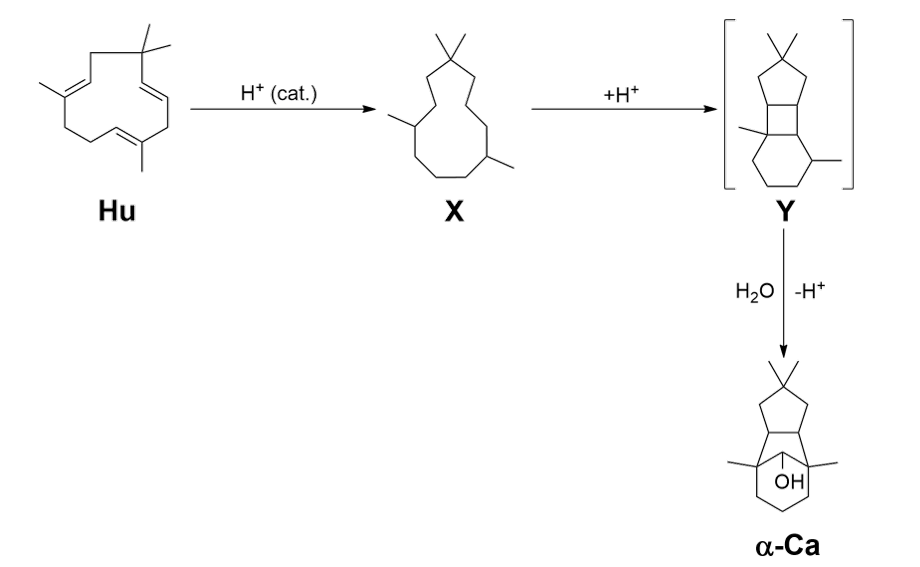 H⁺ (cat.)
+H⁺
Hu
X
Y
H₂O
-H⁺
OH
α-Ca